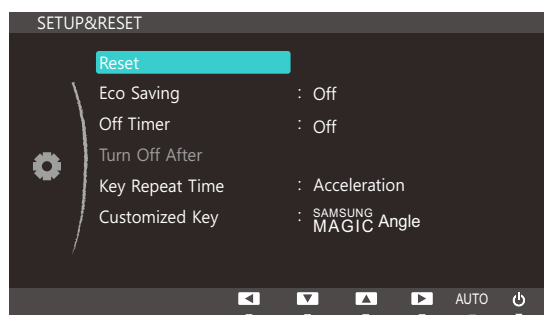 SETUP&RESET
Reset
Eco Saving : Off
Off Timer : Off
Turn Off After
Key Repeat Time : Acceleration
Customized Key : SAMSUNG MAGIC Angle
AUTO